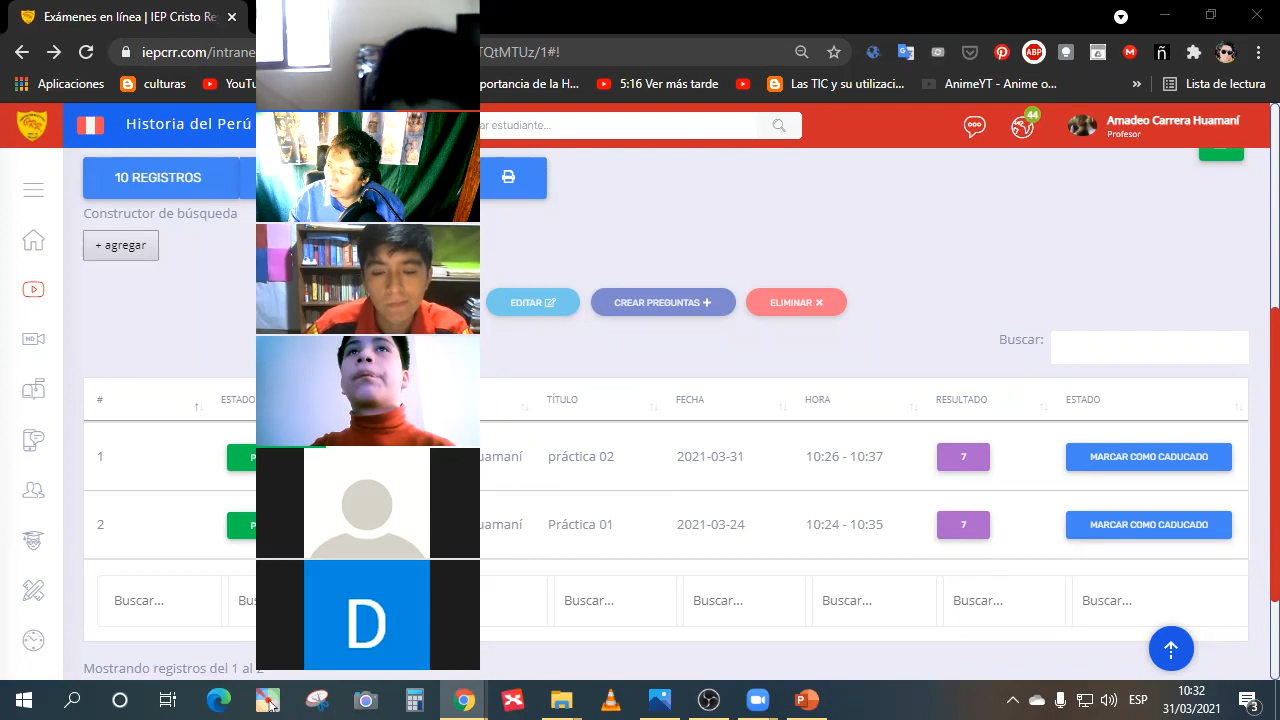 Exámenes en línea | IEP Cristo Re
iepcrr.com/intrane
TQtMTUz/1#!
ABP
Aplicaciones
culturas
YouTu
portancia de la H...
5:16 Ver más tarde
Las TIC y su utilizaci...
AnimeYT - Anime o...
Lista de lectura
Historia del Perú
ar estudiante...
44
Amadeo Carrera Huamaní
Profesor
10 REGISTROS
Constructor de búsqueda
+ agregar
EDITAR
CREAR PREGUNTAS
ELIMINAR
Buscar:
#
ESTADO
TÍTULO
FECHA
HORA
RESULTADO
ESTADO
1
P
uamaní
práctica 02
2021-03-31
10:26 - 10:37
7
MARCAR COMO CADUCADO
2
P
uamaní
Práctica 01
2021-03-24
10:24 - 10:35
7
MARCAR COMO CADUCADO
Buscar...
Bus
Buscar...
Buscar...
Buscar...
Buscar...
Buscar...
D
Mostrando registros del 1 al 2
ESP
10:32
31/03/2021
3